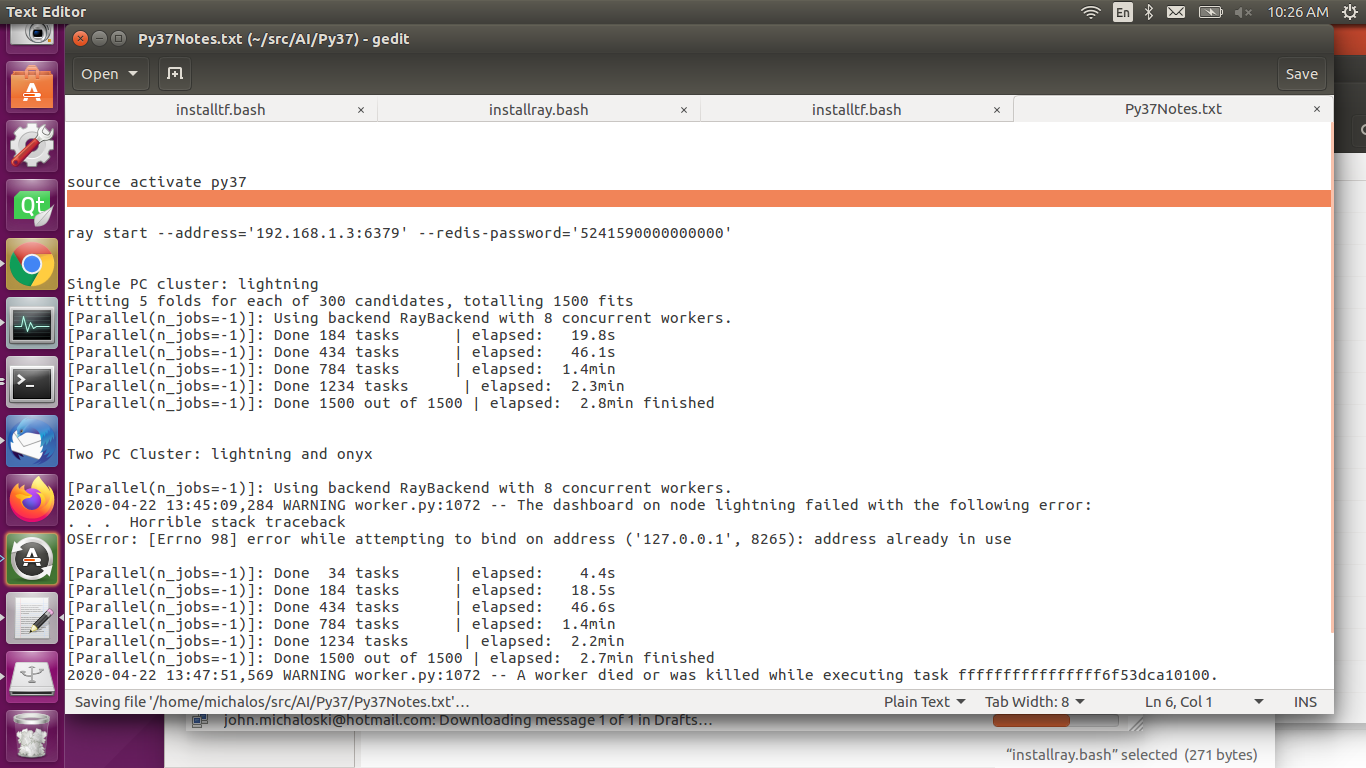 Text Editor
En
10:26 AM
Py37Notes.txt (~/src/AI/Py37) - gedit
Open
Save
installtf.bash ×
installray.bash ×
installtf.bash ×
Py37Notes.txt ×
source activate py37
ray start --address='192.168.1.3:6379' --redis-password='5241590000000000'
Single PC cluster: lightning
Fitting 5 folds for each of 300 candidates, totalling 1500 fits
[Parallel(n_jobs=-1)]: Using backend RayBackend with 8 concurrent workers.
[Parallel(n_jobs=-1)]: Done 184 tasks      | elapsed:   19.8s
[Parallel(n_jobs=-1)]: Done 434 tasks      | elapsed:   46.1s
[Parallel(n_jobs=-1)]: Done 784 tasks      | elapsed:  1.4min
[Parallel(n_jobs=-1)]: Done 1234 tasks      | elapsed:  2.3min
[Parallel(n_jobs=-1)]: Done 1500 out of 1500 | elapsed:  2.8min finished
Two PC Cluster: lightning and onyx
[Parallel(n_jobs=-1)]: Using backend RayBackend with 8 concurrent workers.
2020-04-22 13:45:09,284 WARNING worker.py:1072 -- The dashboard on node lightning failed with the following error:
. . .  Horrible stack traceback
OSError: [Errno 98] error while attempting to bind on address ('127.0.0.1', 8265): address already in use
[Parallel(n_jobs=-1)]: Done  34 tasks      | elapsed:    4.4s
[Parallel(n_jobs=-1)]: Done 184 tasks      | elapsed:   18.5s
[Parallel(n_jobs=-1)]: Done 434 tasks      | elapsed:   46.6s
[Parallel(n_jobs=-1)]: Done 784 tasks      | elapsed:  1.4min
[Parallel(n_jobs=-1)]: Done 1234 tasks      | elapsed:  2.2min
[Parallel(n_jobs=-1)]: Done 1500 out of 1500 | elapsed:  2.7min finished
2020-04-22 13:47:51,569 WARNING worker.py:1072 -- A worker died or was killed while executing task ffffffffffffffff6f53dca10100.
Saving file '/home/michalos/src/AI/Py37/Py37Notes.txt'…
Plain Text
Tab Width: 8
Ln 6, Col 1
INS
john.michaloski@hotmail.com: Downloading message 1 of 1 in Drafts…
“installray.bash” selected (271 bytes)
Qt